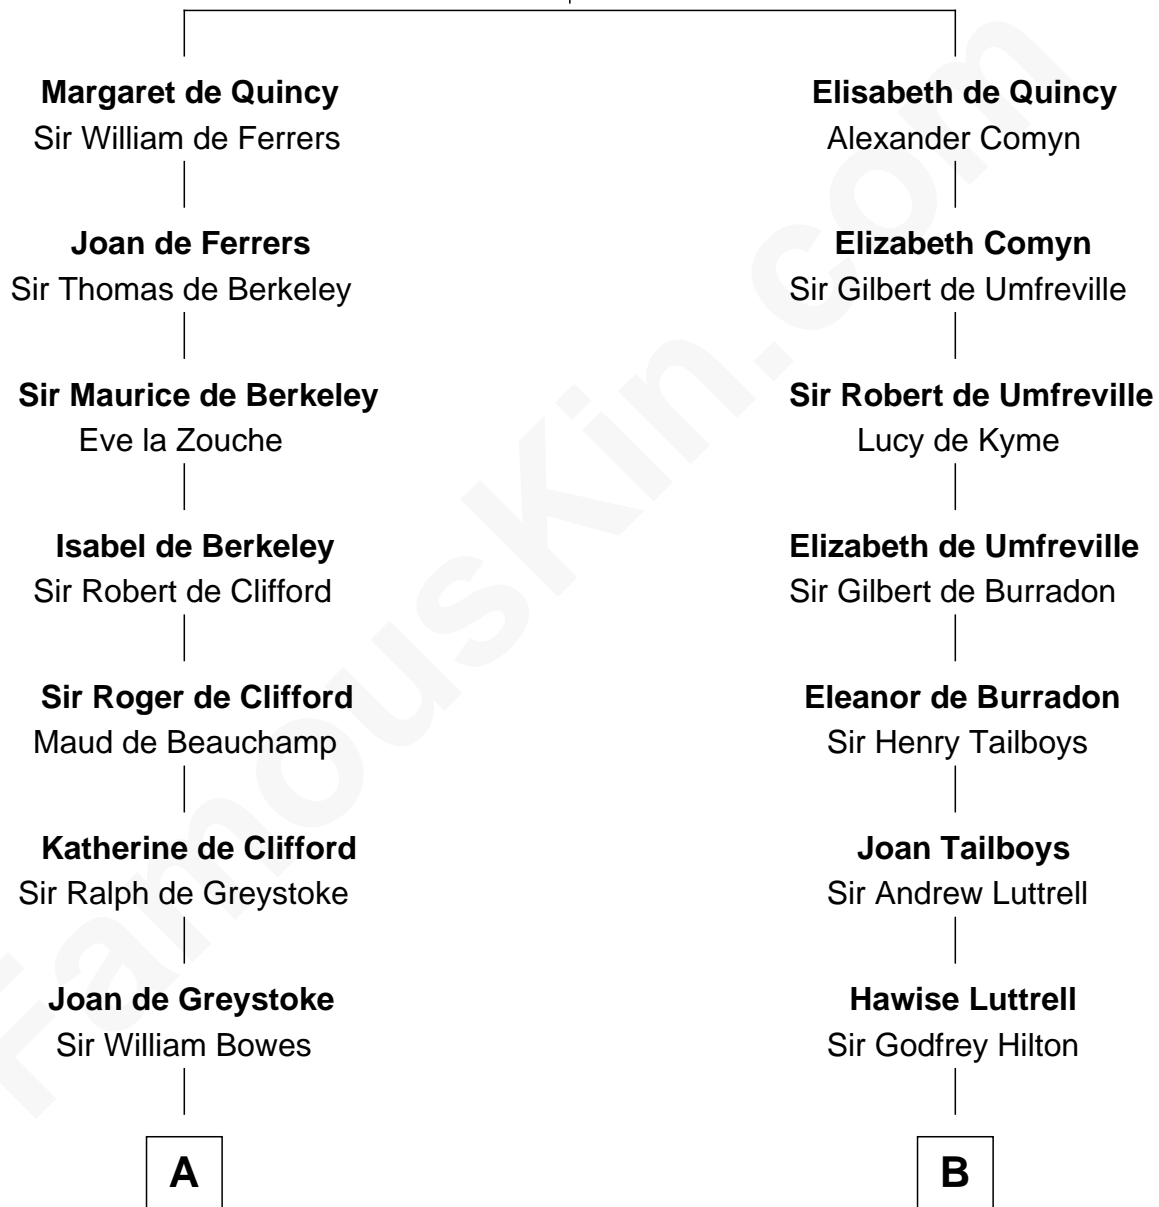 Margaret de Quincy
Sir William de Ferrers
Joan de Ferrers
Sir Thomas de Berkeley
Sir Maurice de Berkeley
Eve la Zouche
Isabel de Berkeley
Sir Robert de Clifford
Sir Roger de Clifford
Maud de Beauchamp
Katherine de Clifford
Sir Ralph de Greystoke
Joan de Greystoke
Sir William Bowes
A
Elisabeth de Quincy
Alexander Comyn
Elizabeth Comyn
Sir Gilbert de Umfreville
Sir Robert de Umfreville
Lucy de Kyme
Elizabeth de Umfreville
Sir Gilbert de Burradon
Eleanor de Burradon
Sir Henry Tailboys
Joan Tailboys
Sir Andrew Luttrell
Hawise Luttrell
Sir Godfrey Hilton
B
FamousKin.com